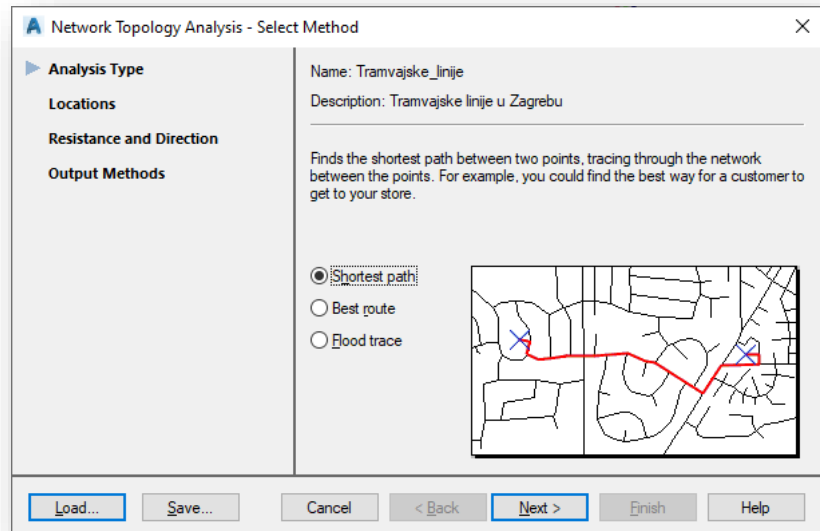 Network Topology Analysis - Select Method
Analysis Type
Locations
Resistance and Direction
Output Methods
Name: Tramvajske_linije
Description: Tramvajske linije u Zagrebu
Finds the shortest path between two points, tracing through the network
between the points. For example, you could find the best way for a customer to
get to your store.
Shortest path
Best route
Flood trace
Load... Save... Cancel < Back Next > Finish Help